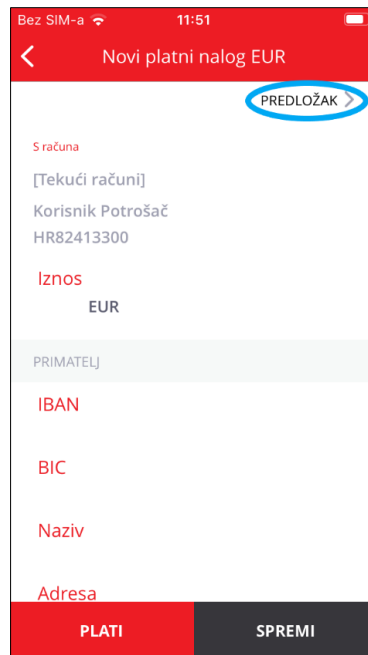 Bez SIM-a 11:51
Novi platni nalog EUR
PREDLOŽAK
S računa
[Tekući računi]
Korisnik Potrošač
HR82413300
Iznos
EUR
PRIMATELJ
IBAN
BIC
Naziv
Adresa
PLATI SPREMI